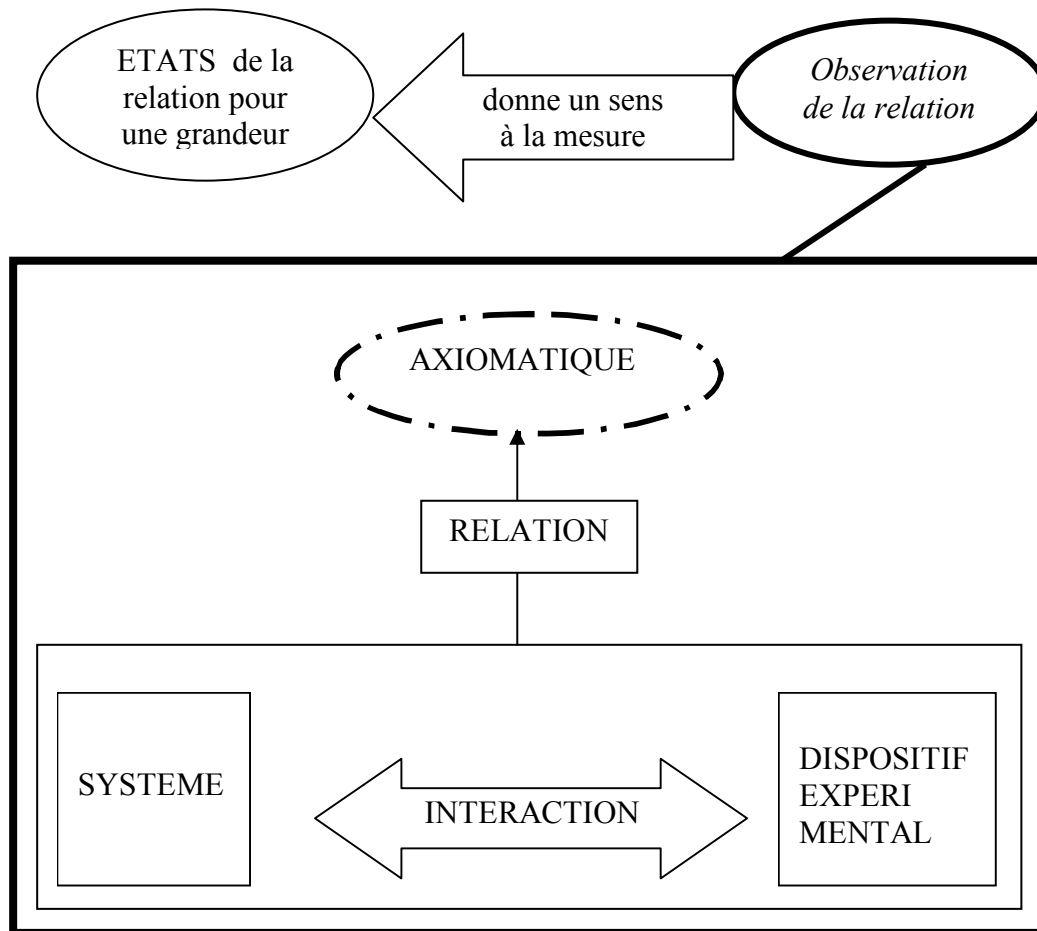 ETATS de la
relation pour
une grandeur
donne un sens
à la mesure
Observation
de la relation
AXIOMATIQUE
RELATION
SYSTEME
INTERACTION
DISPOSITIF
EXPERI
MENTAL